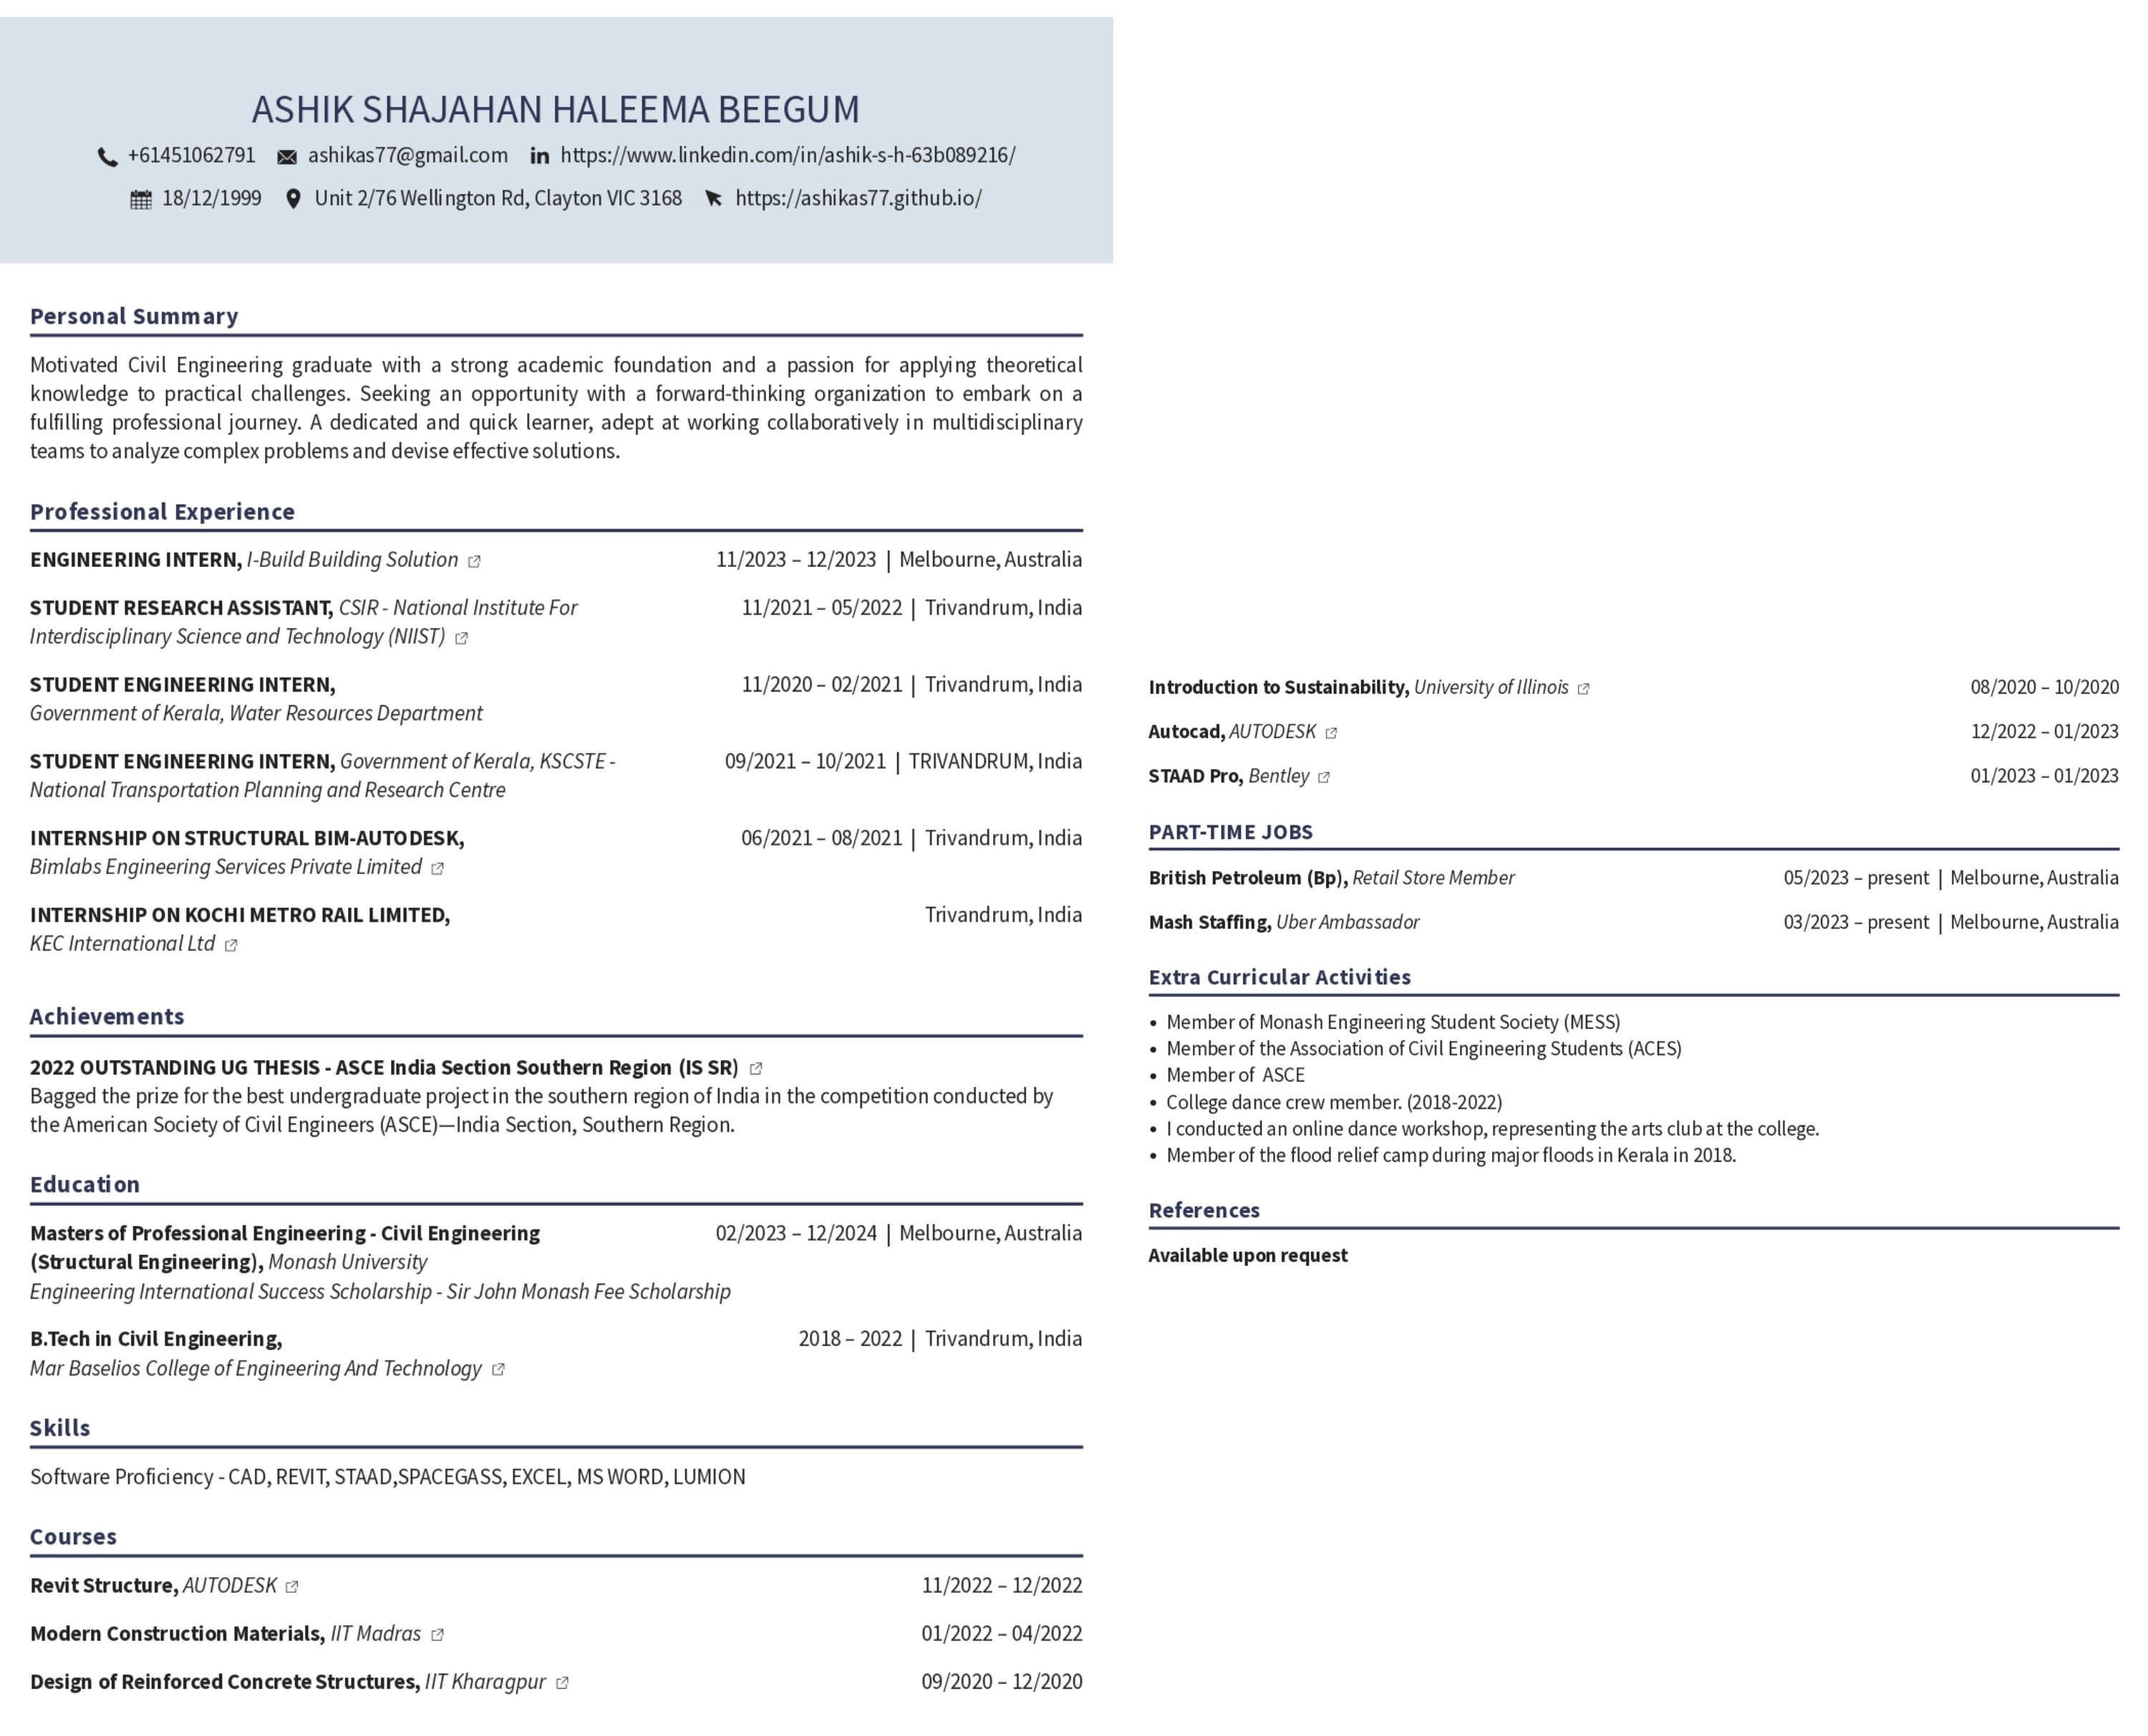 ASHIK SHAJAHAN HALEEMA BEEGUM
+61451062791 ashikas77@gmail.com https://www.linkedin.com/in/ashik-s-h-63b089216/
18/12/1999 Unit 2/76 Wellington Rd, Clayton VIC 3168 https://ashikas77.github.io/
Personal Summary
Motivated Civil Engineering graduate with a strong academic foundation and a passion for applying theoretical
knowledge to practical challenges. Seeking an opportunity with a forward-thinking organization to embark on a
fulfilling professional journey. A dedicated and quick learner, adept at working collaboratively in multidisciplinary
teams to analyze complex problems and devise effective solutions.
Professional Experience
ENGINEERING INTERN, I-Build Building Solution 11/2023 – 12/2023 | Melbourne, Australia
STUDENT RESEARCH ASSISTANT, CSIR - National Institute For 11/2021 – 05/2022 | Trivandrum, India
Interdisciplinary Science and Technology (NIIST)
STUDENT ENGINEERING INTERN, 11/2020 – 02/2021 | Trivandrum, India
Government of Kerala, Water Resources Department
STUDENT ENGINEERING INTERN, Government of Kerala, KSCSTE - 09/2021 – 10/2021 | TRIVANDRUM, India
National Transportation Planning and Research Centre
INTERNSHIP ON STRUCTURAL BIM-AUTODESK, 06/2021 – 08/2021 | Trivandrum, India
Bimlabs Engineering Services Private Limited
INTERNSHIP ON KOCHI METRO RAIL LIMITED, Trivandrum, India
KEC International Ltd
Achievements
2022 OUTSTANDING UG THESIS - ASCE India Section Southern Region (IS SR)
Bagged the prize for the best undergraduate project in the southern region of India in the competition conducted by
the American Society of Civil Engineers (ASCE)—India Section, Southern Region.
Education
Masters of Professional Engineering - Civil Engineering 02/2023 – 12/2024 | Melbourne, Australia
(Structural Engineering), Monash University
Engineering International Success Scholarship - Sir John Monash Fee Scholarship
B.Tech in Civil Engineering, 2018 – 2022 | Trivandrum, India
Mar Baselios College of Engineering And Technology
Skills
Software Proficiency - CAD, REVIT, STAAD,SPACEGASS, EXCEL, MS WORD, LUMION
Courses
Revit Structure, AUTODESK 11/2022 – 12/2022
Modern Construction Materials, IIT Madras 01/2022 – 04/2022
Design of Reinforced Concrete Structures, IIT Kharagpur 09/2020 – 12/2020
Introduction to Sustainability, University of Illinois 08/2020 – 10/2020
Autocad, AUTODESK 12/2022 – 01/2023
STAAD Pro, Bentley 01/2023 – 01/2023
PART-TIME JOBS
British Petroleum (Bp), Retail Store Member 05/2023 – present | Melbourne, Australia
Mash Staffing, Uber Ambassador 03/2023 – present | Melbourne, Australia
Extra Curricular Activities
• Member of Monash Engineering Student Society (MESS)
• Member of the Association of Civil Engineering Students (ACES)
• Member of ASCE
• College dance crew member. (2018-2022)
• I conducted an online dance workshop, representing the arts club at the college.
• Member of the flood relief camp during major floods in Kerala in 2018.
References
Available upon request